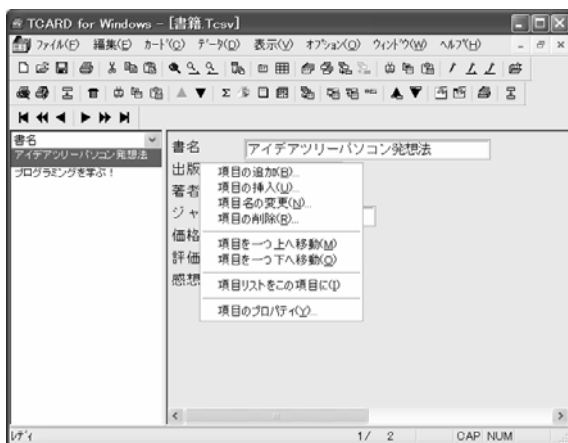 TCARD for Windows - [書籍.Tcsv]
ファイル(F) 編集(E) カード(C) データ(D) 表示(V) オプション(O) ウィンドウ(W) ヘルプ(H)
書名
アイデアツリーパソコン発想法
プログラミングを学ぶ！
書名 アイデアツリーパソコン発想法
出版
著者
ジャ
価格
評価
感想
項目の追加(B)...
項目の挿入(U)...
項目名の変更(N)...
項目の削除(R)...
項目を一つ上へ移動(M)
項目を一つ下へ移動(O)
項目リストをこの項目に(I)
項目のプロパティ(Y)...
レディ 1/ 2 CAP NUM